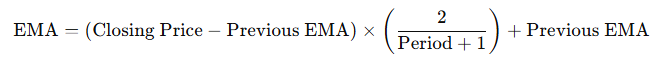 EMA = (Closing Price − Previous EMA) × (2 / (Period + 1)) + Previous EMA